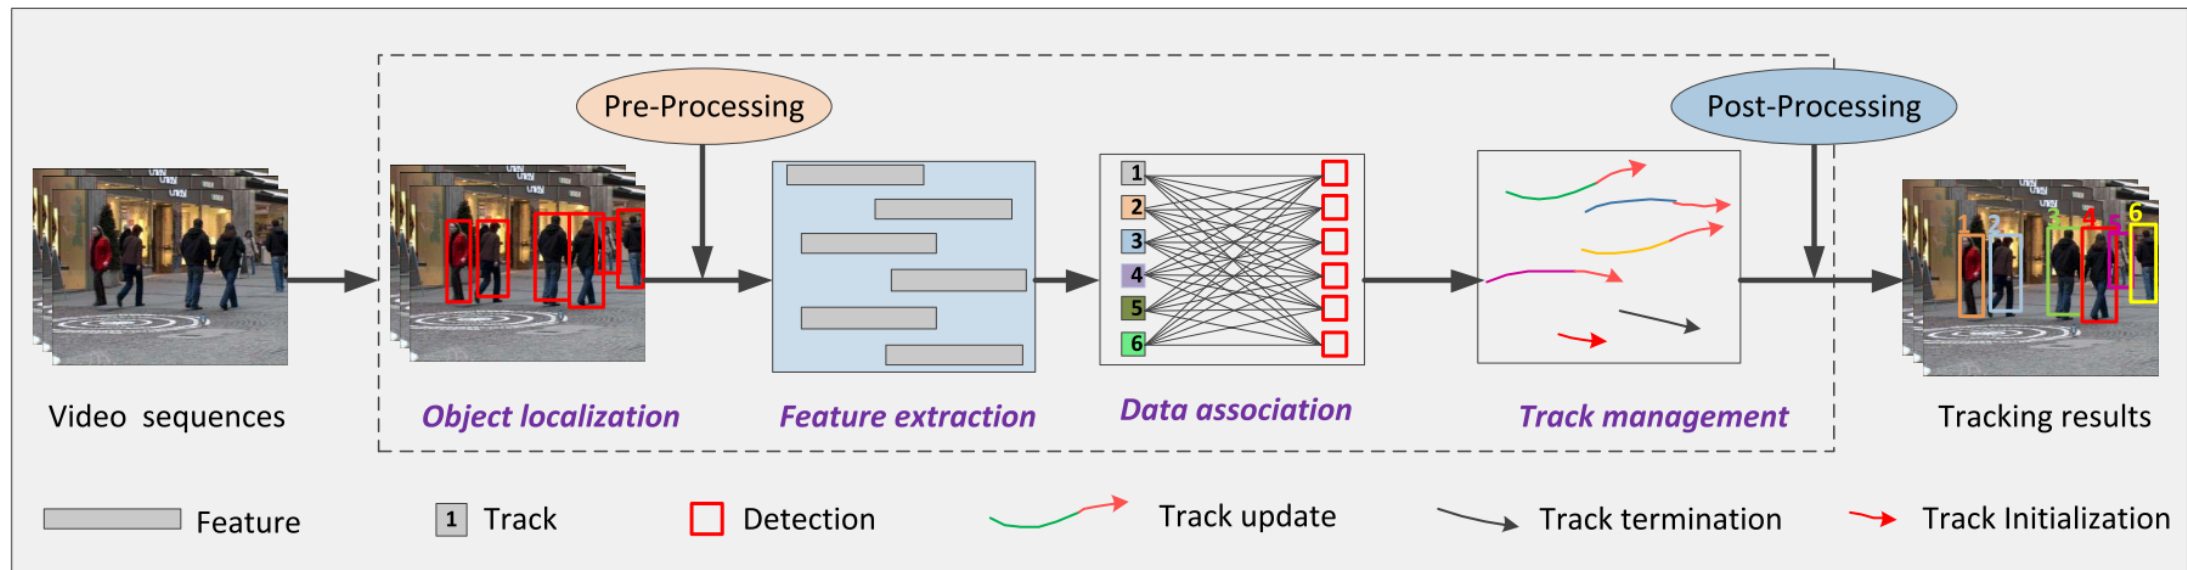 Pre-Processing
Post-Processing
1
2
3
4
5
6
1
2
3
4
5
6
Video sequences
Object localization
Feature extraction
Data association
Track management
Tracking results
Feature
1
Track
Detection
Track update
Track termination
Track Initialization